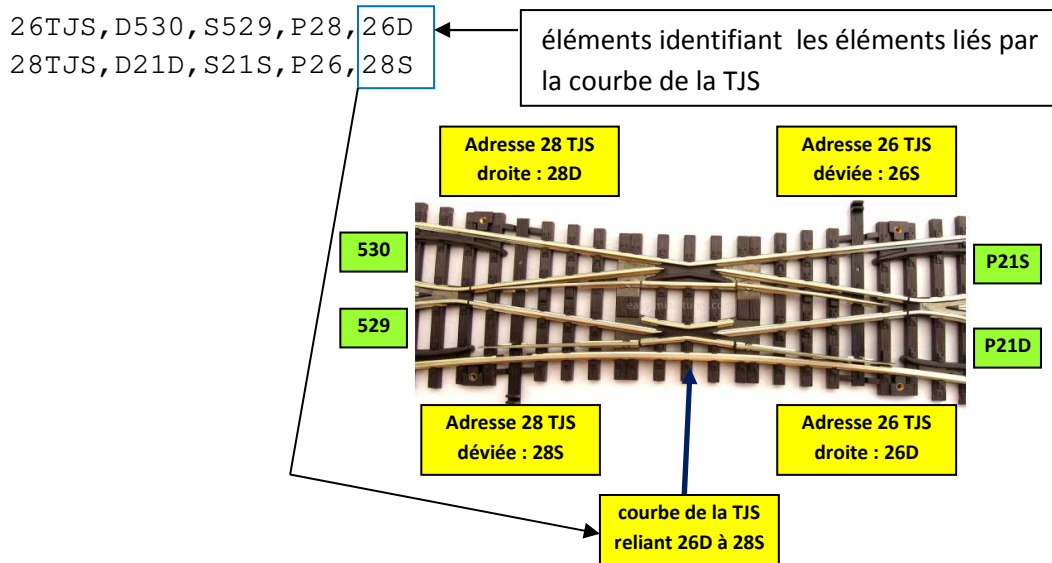 26TJS,D530,S529,P28,26D
28TJS,D21D,S21S,P26,28S
éléments identifiant les éléments liés par
la courbe de la TJS
Adresse 28 TJS
droite : 28D
Adresse 26 TJS
déviée : 26S
530
P21S
529
P21D
Adresse 28 TJS
déviée : 28S
Adresse 26 TJS
droite : 26D
courbe de la TJS
reliant 26D à 28S